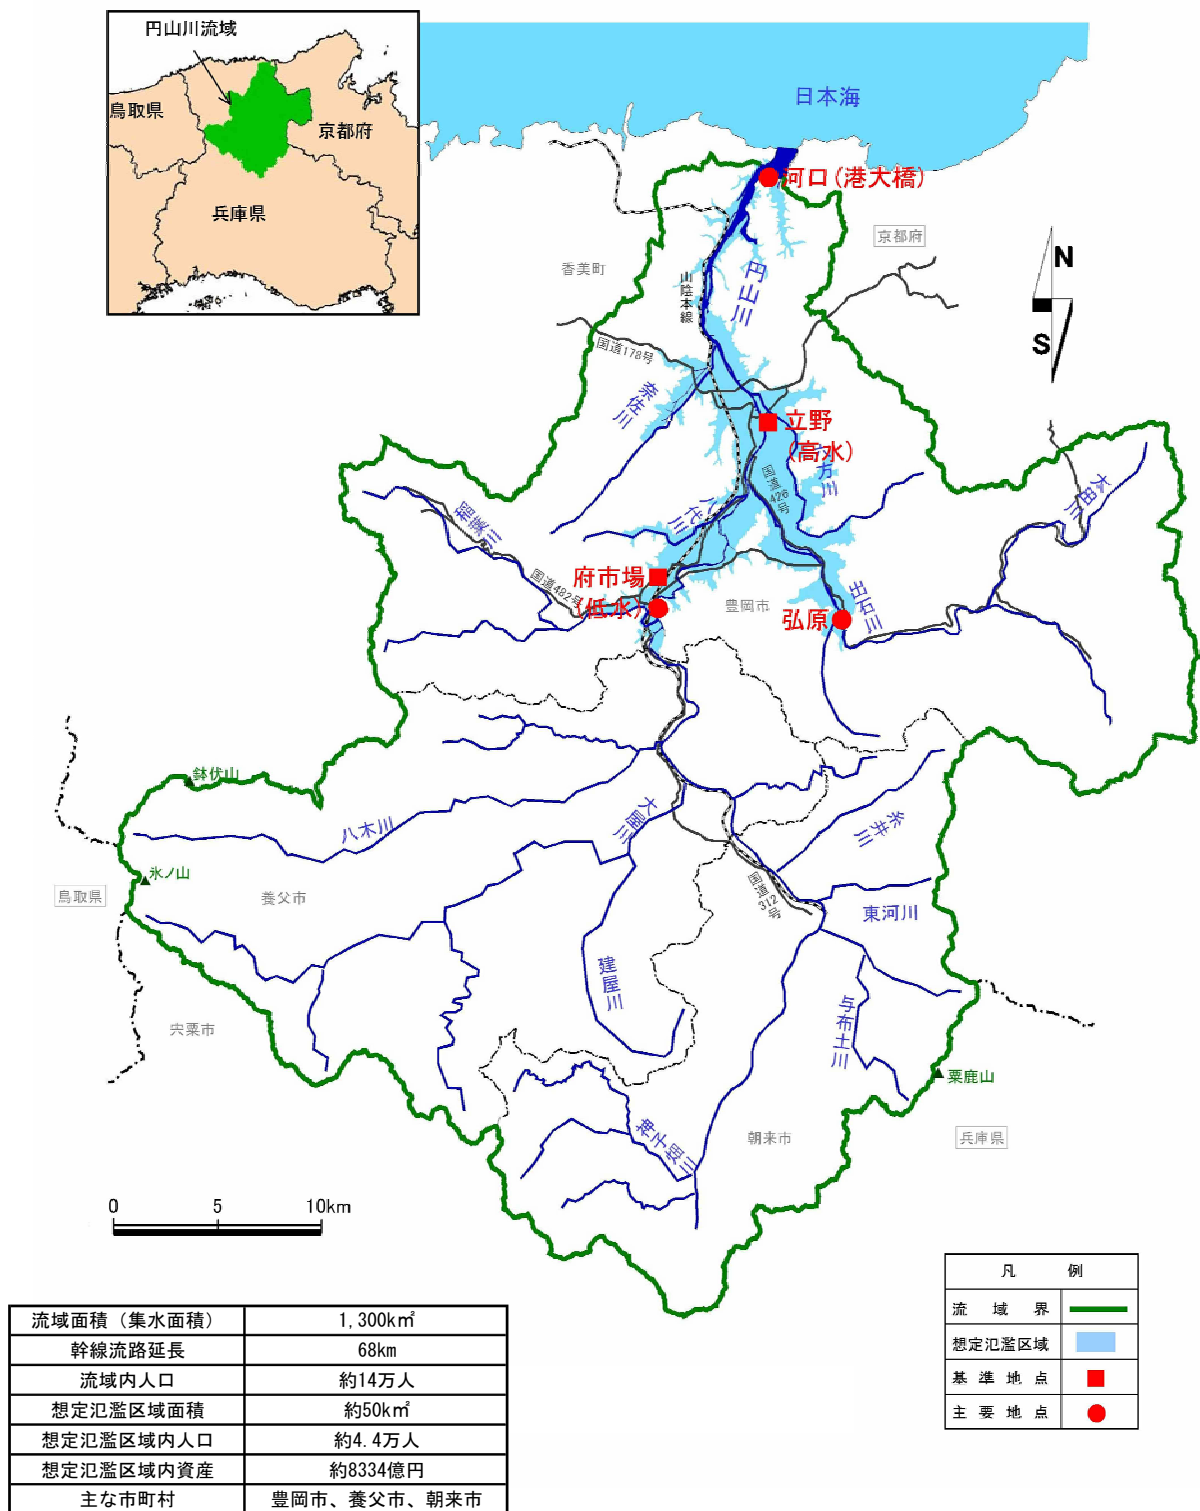 円山川流域
鳥取県
京都府
兵庫県
日本海
河口(港大橋)
京都府
香美町
N
S
円山川
山陰本線
国道178号
奈佐川
立野
(高水)
六方川
国道426号
八代川
稲葉川
太田川
国道482号
府市場
(低水)
豊岡市
弘原
出石川
鉢伏山
八木川
大屋川
糸井川
氷ノ山
鳥取県
養父市
国道312号
東河川
建屋川
与布土川
宍粟市
粟鹿山
神子畑川
朝来市
兵庫県
0 5 10km
凡 例
流 域 界
想定氾濫区域
基 準 地 点
主 要 地 点
流域面積(集水面積) 1,300k㎡
幹線流路延長 68km
流域内人口 約14万人
想定氾濫区域面積 約50k㎡
想定氾濫区域内人口 約4.4万人
想定氾濫区域内資産 約8334億円
主な市町村 豊岡市、養父市、朝来市